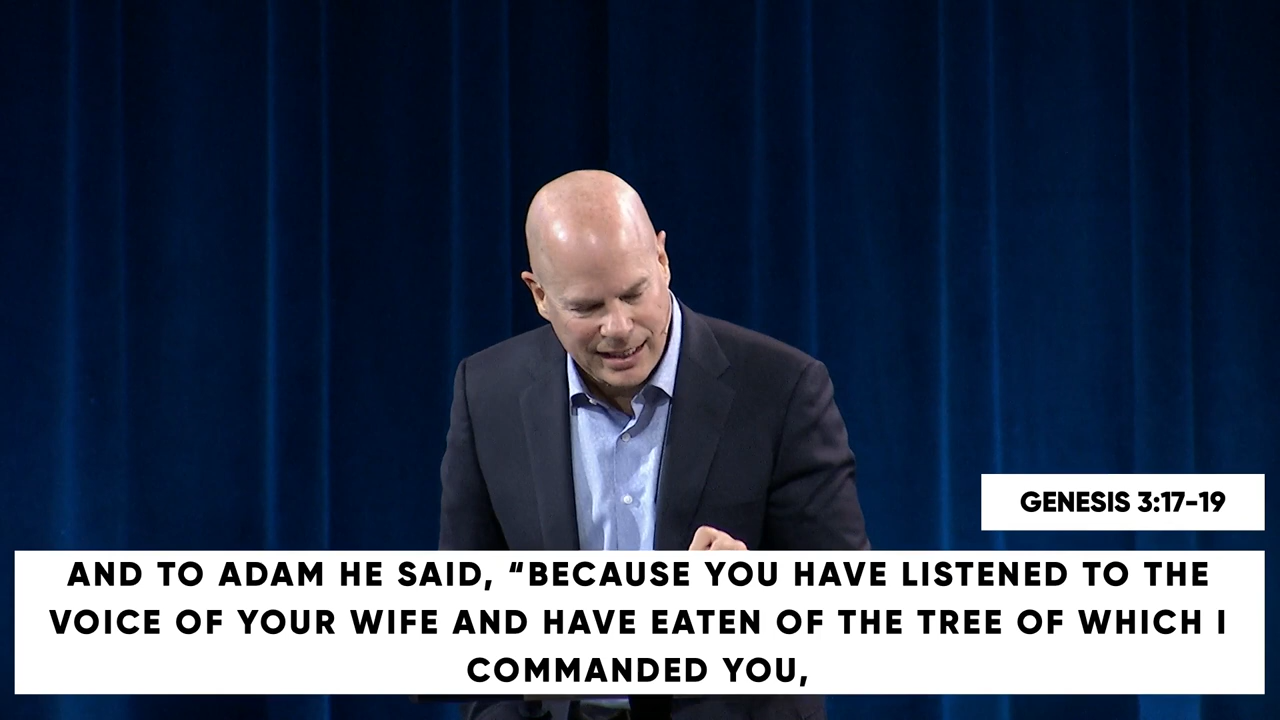 GENESIS 3:17-19
AND TO ADAM HE SAID, “BECAUSE YOU HAVE LISTENED TO THE
VOICE OF YOUR WIFE AND HAVE EATEN OF THE TREE OF WHICH I
COMMANDED YOU,